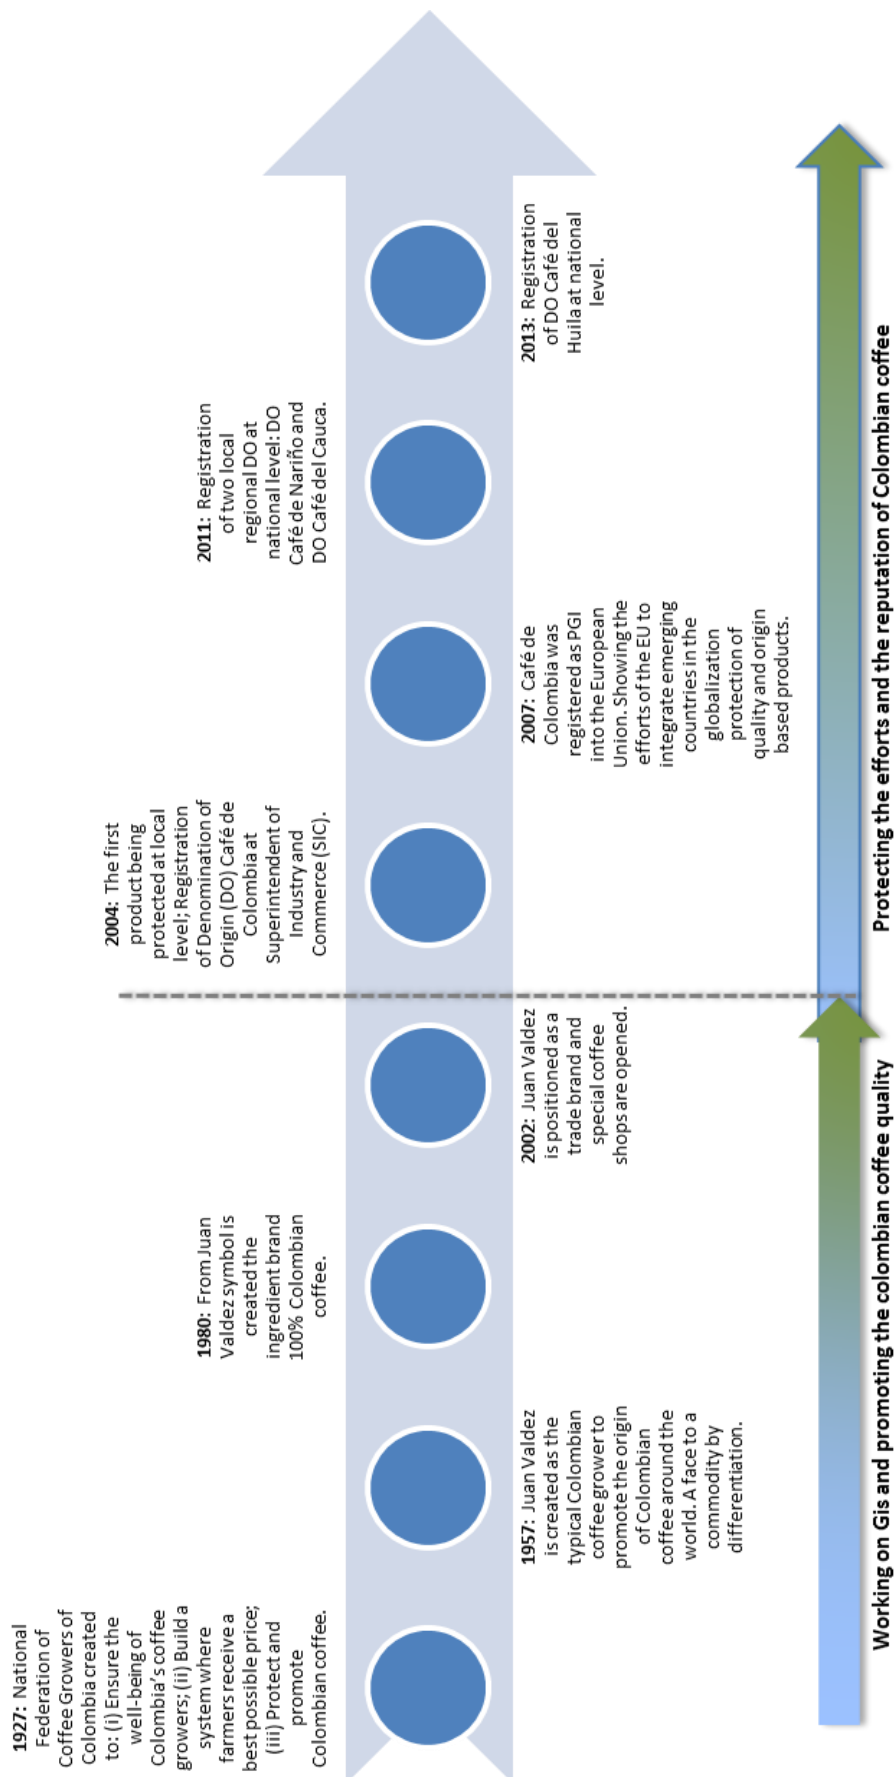 1927: National
Federation of
Coffee Growers of
Colombia created
to: (i) Ensure the
well-being of
Colombia's coffee
growers; (ii) Build a
system where
farmers receive a
best possible price;
(iii) Protect and
promote
Colombian coffee.
1957: Juan Valdez
is created as the
typical Colombian
coffee grower to
promote the origin
of Colombian
coffee around the
world. A face to a
commodity by
differentiation.
1980: From Juan
Valdez symbol is
created the
ingredient brand
100% Colombian
coffee.
2002: Juan Valdez
is positioned as a
trade brand and
special coffee
shops are opened.
2004: The first
product being
protected at local
level; Registration
of Denomination of
Origin (DO) Café de
Colombia at
Superintendent of
Industry and
Commerce (SIC).
2007: Café de
Colombia was
registered as PGI
into the European
Union. Showing the
efforts of the EU to
integrate emerging
countries in the
globalization
protection of
quality and origin
based products.
2011: Registration
of two local
regional DO at
national level: DO
Café de Nariño and
DO Café del Cauca.
2013: Registration
of DO Café del
Huila at national
level.
Working on Gis and promoting the colombian coffee quality
Protecting the efforts and the reputation of Colombian coffee